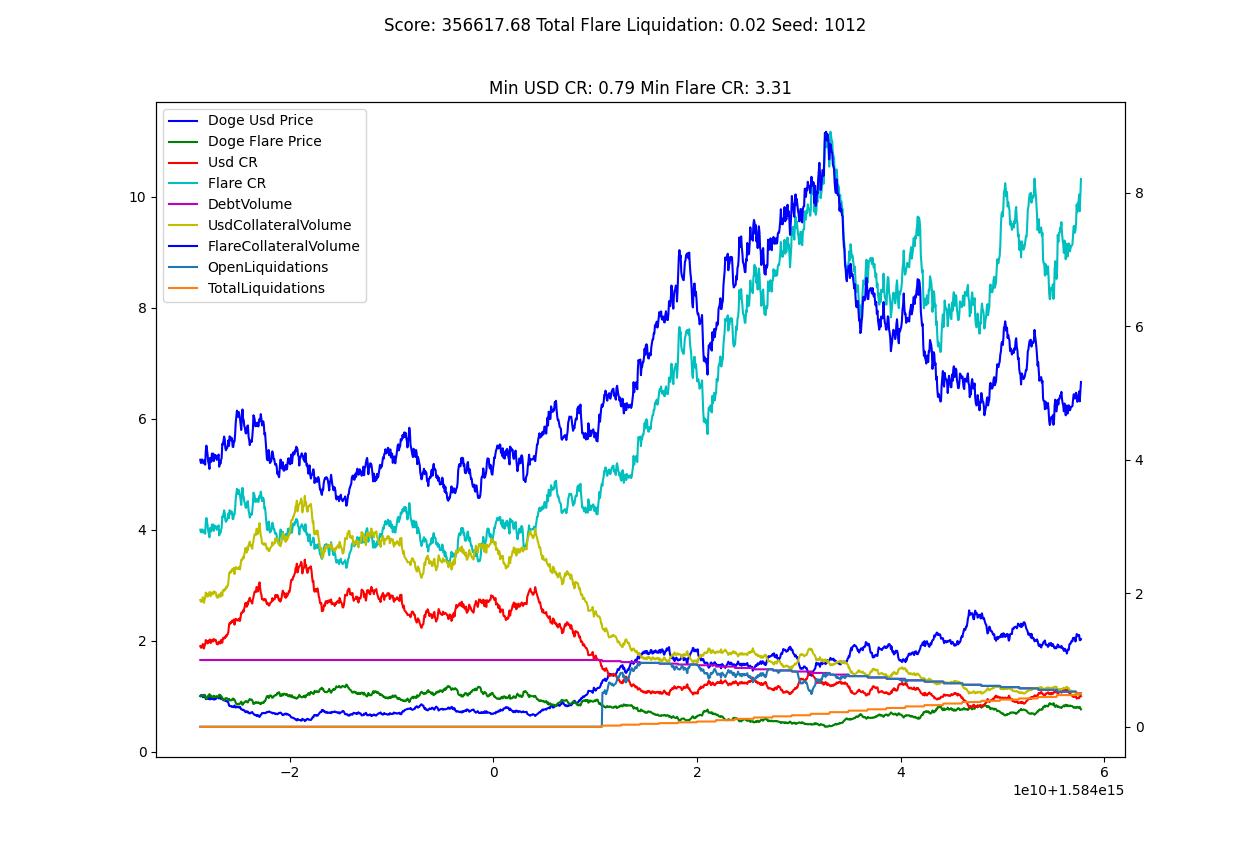 Score: 356617.68 Total Flare Liquidation: 0.02 Seed: 1012
Min USD CR: 0.79 Min Flare CR: 3.31
Doge Usd Price
Doge Flare Price
Usd CR
Flare CR
DebtVolume
UsdCollateralVolume
FlareCollateralVolume
OpenLiquidations
TotalLiquidations
10
8
6
4
2
0
8
6
4
2
0
−2
0
2
4
6
1e10+1.584e15